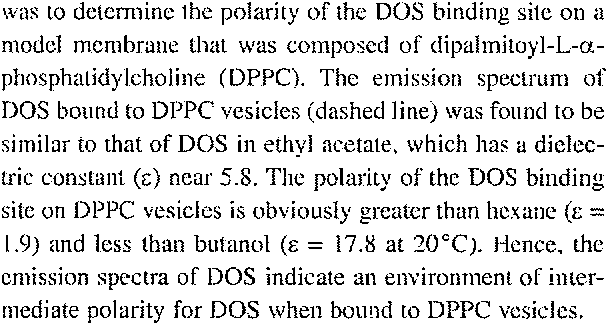 was to determine the polarity of the DOS binding site on a
model membrane that was composed of dipalmitoyl-L-α-
phosphatidylcholine (DPPC). The emission spectrum of
DOS bound to DPPC vesicles (dashed line) was found to be
similar to that of DOS in ethyl acetate, which has a dielec-
tric constant (ε) near 5.8. The polarity of the DOS binding
site on DPPC vesicles is obviously greater than hexane (ε =
1.9) and less than butanol (ε = 17.8 at 20°C). Hence, the
emission spectra of DOS indicate an environment of inter-
mediate polarity for DOS when bound to DPPC vesicles.